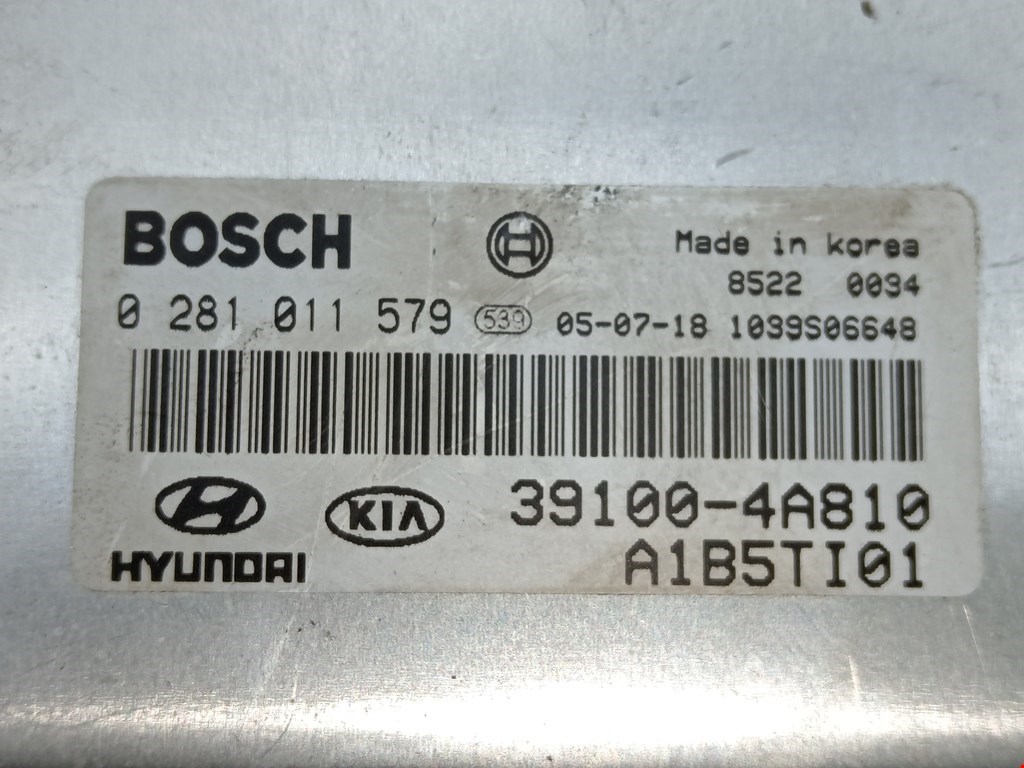 BOSCH
Made in korea
8522 0094
0 281 011 579 539 05-07-18 1039S06648
KIA 39100-4A810
HYUNDAI A1B5TI01